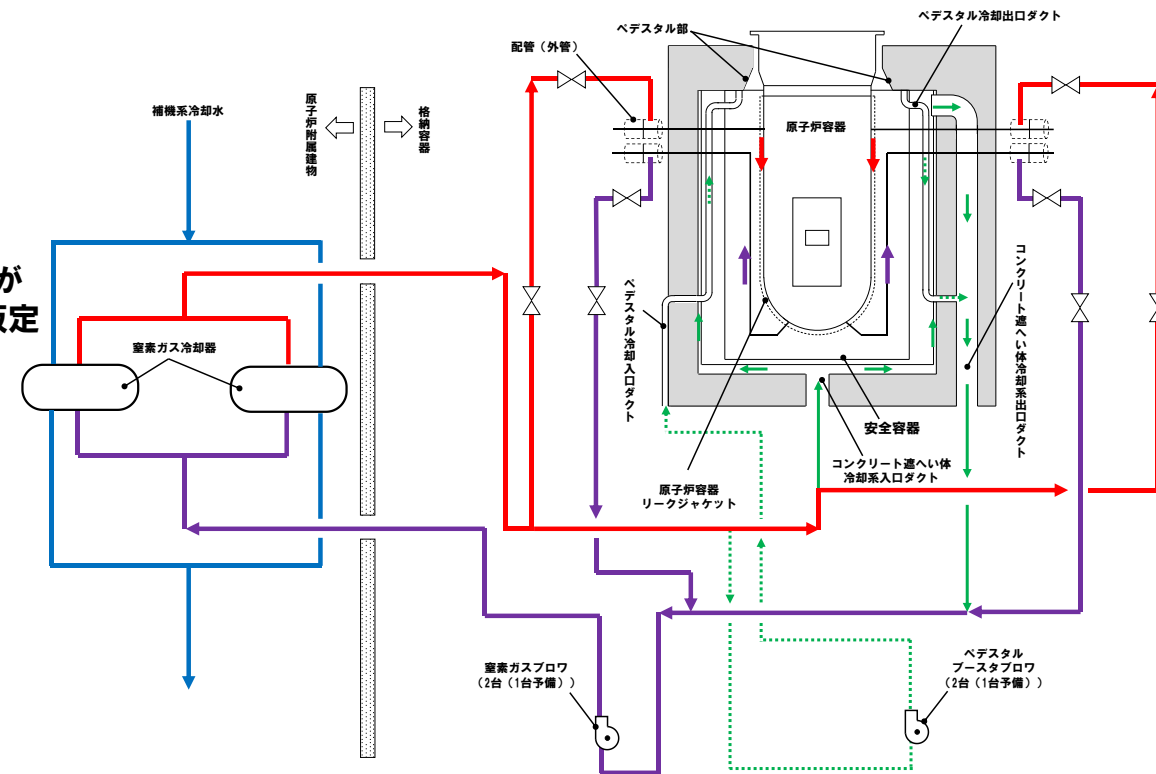 ペデスタル冷却出口ダクト
ペデスタル部
配管（外管）
補機系冷却水
原子炉附属建物
格納容器
原子炉容器
が
仮定
窒素ガス冷却器
ペデスタル冷却入口ダクト
コンクリート遮へい体冷却系出口ダクト
安全容器
コンクリート遮へい体
冷却系入口ダクト
原子炉容器
リークジャケット
窒素ガスブロワ
（2台（1台予備））
ペデスタル
ブースタブロワ
（2台（1台予備））